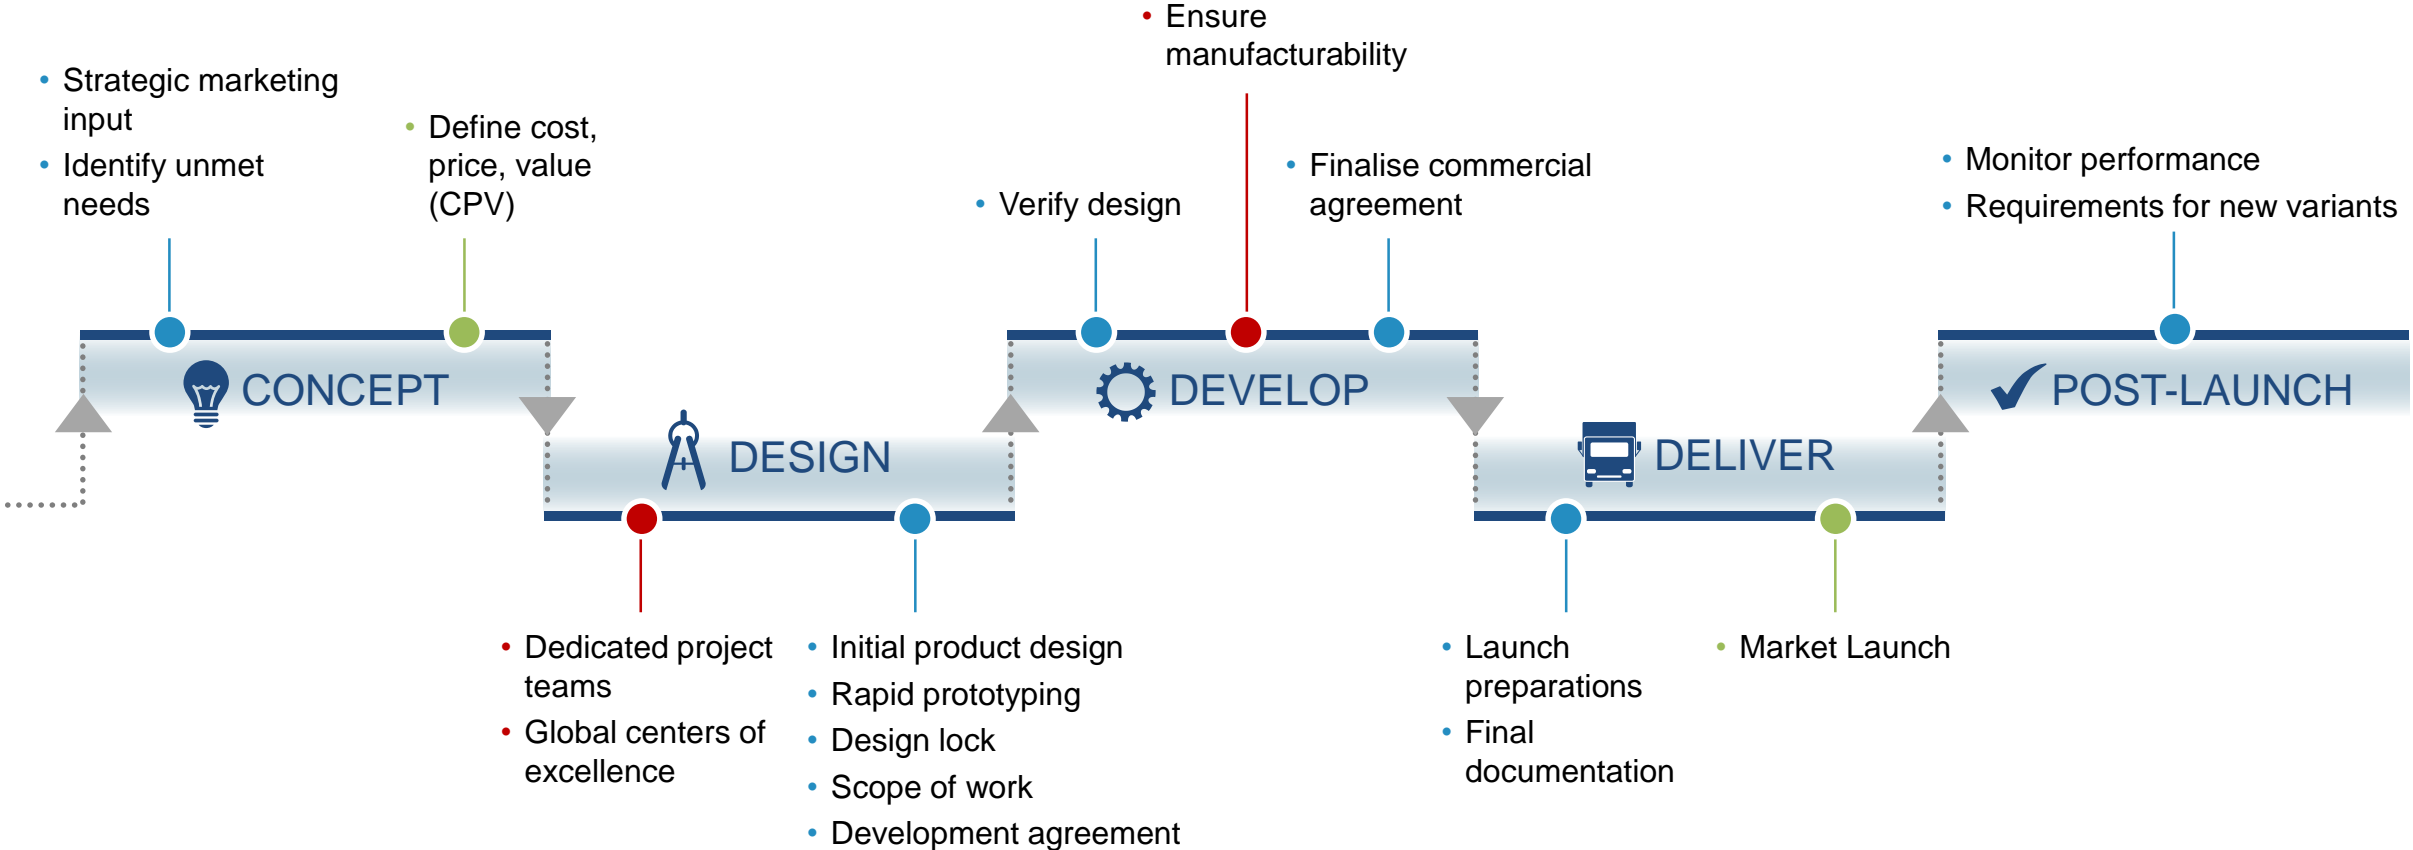 • Strategic marketing
input
• Identify unmet
needs
• Define cost,
price, value
(CPV)
CONCEPT
DESIGN
• Dedicated project
teams
• Global centers of
excellence
• Initial product design
• Rapid prototyping
• Design lock
• Scope of work
• Development agreement
• Verify design
• Ensure
manufacturability
• Finalise commercial
agreement
DEVELOP
DELIVER
• Launch
preparations
• Final
documentation
• Market Launch
• Monitor performance
• Requirements for new variants
POST-LAUNCH